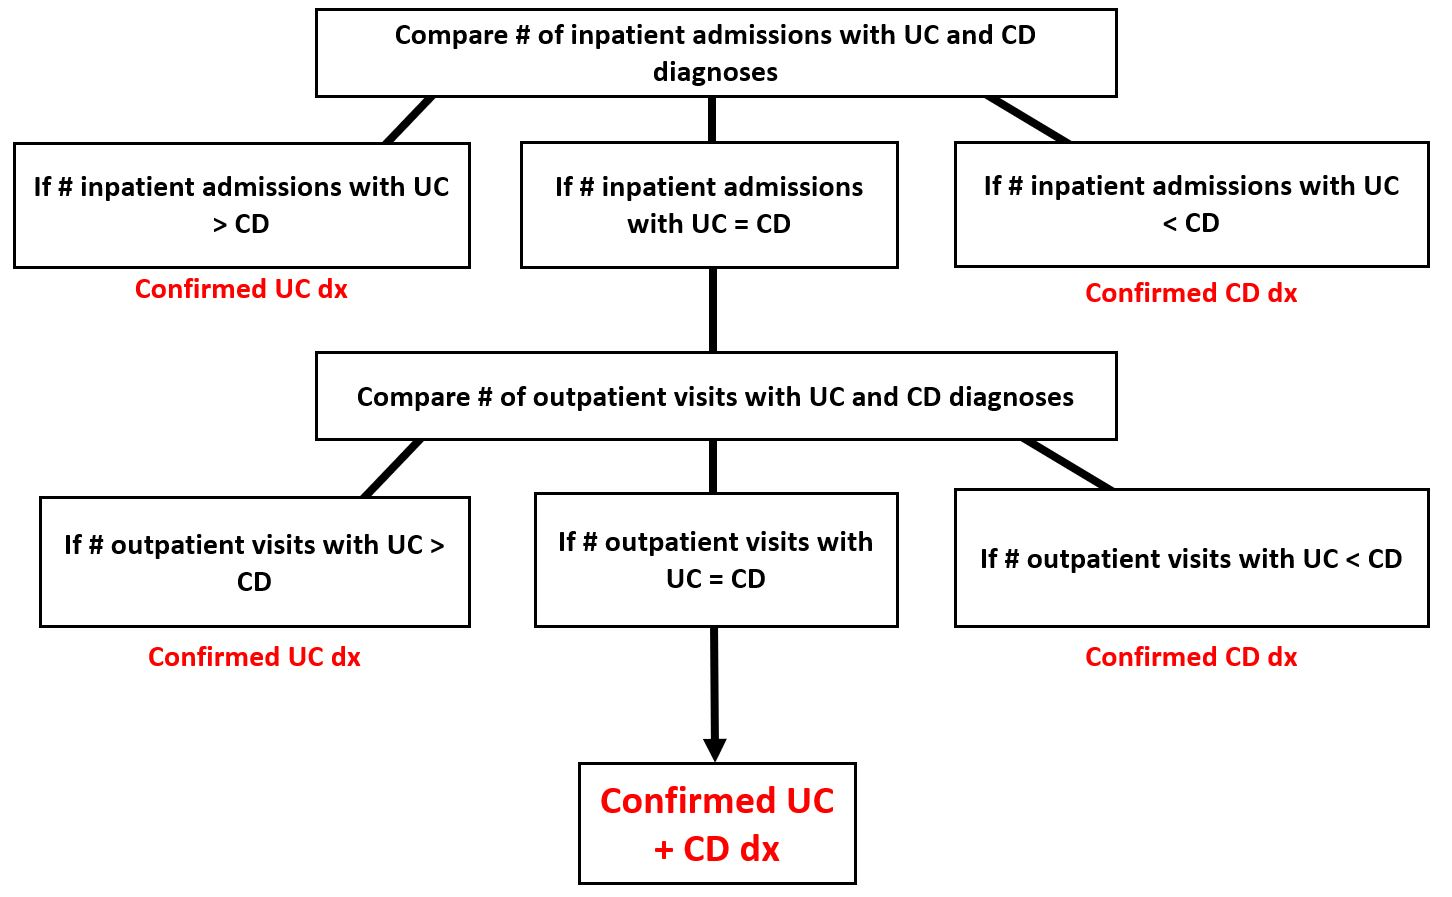 Compare # of inpatient admissions with UC and CD
diagnoses
If # inpatient admissions with UC
> CD
If # inpatient admissions
with UC = CD
If # inpatient admissions with UC
< CD
Confirmed UC dx
Confirmed CD dx
Compare # of outpatient visits with UC and CD diagnoses
If # outpatient visits with UC >
CD
If # outpatient visits with
UC = CD
If # outpatient visits with UC < CD
Confirmed UC dx
Confirmed CD dx
Confirmed UC
+ CD dx